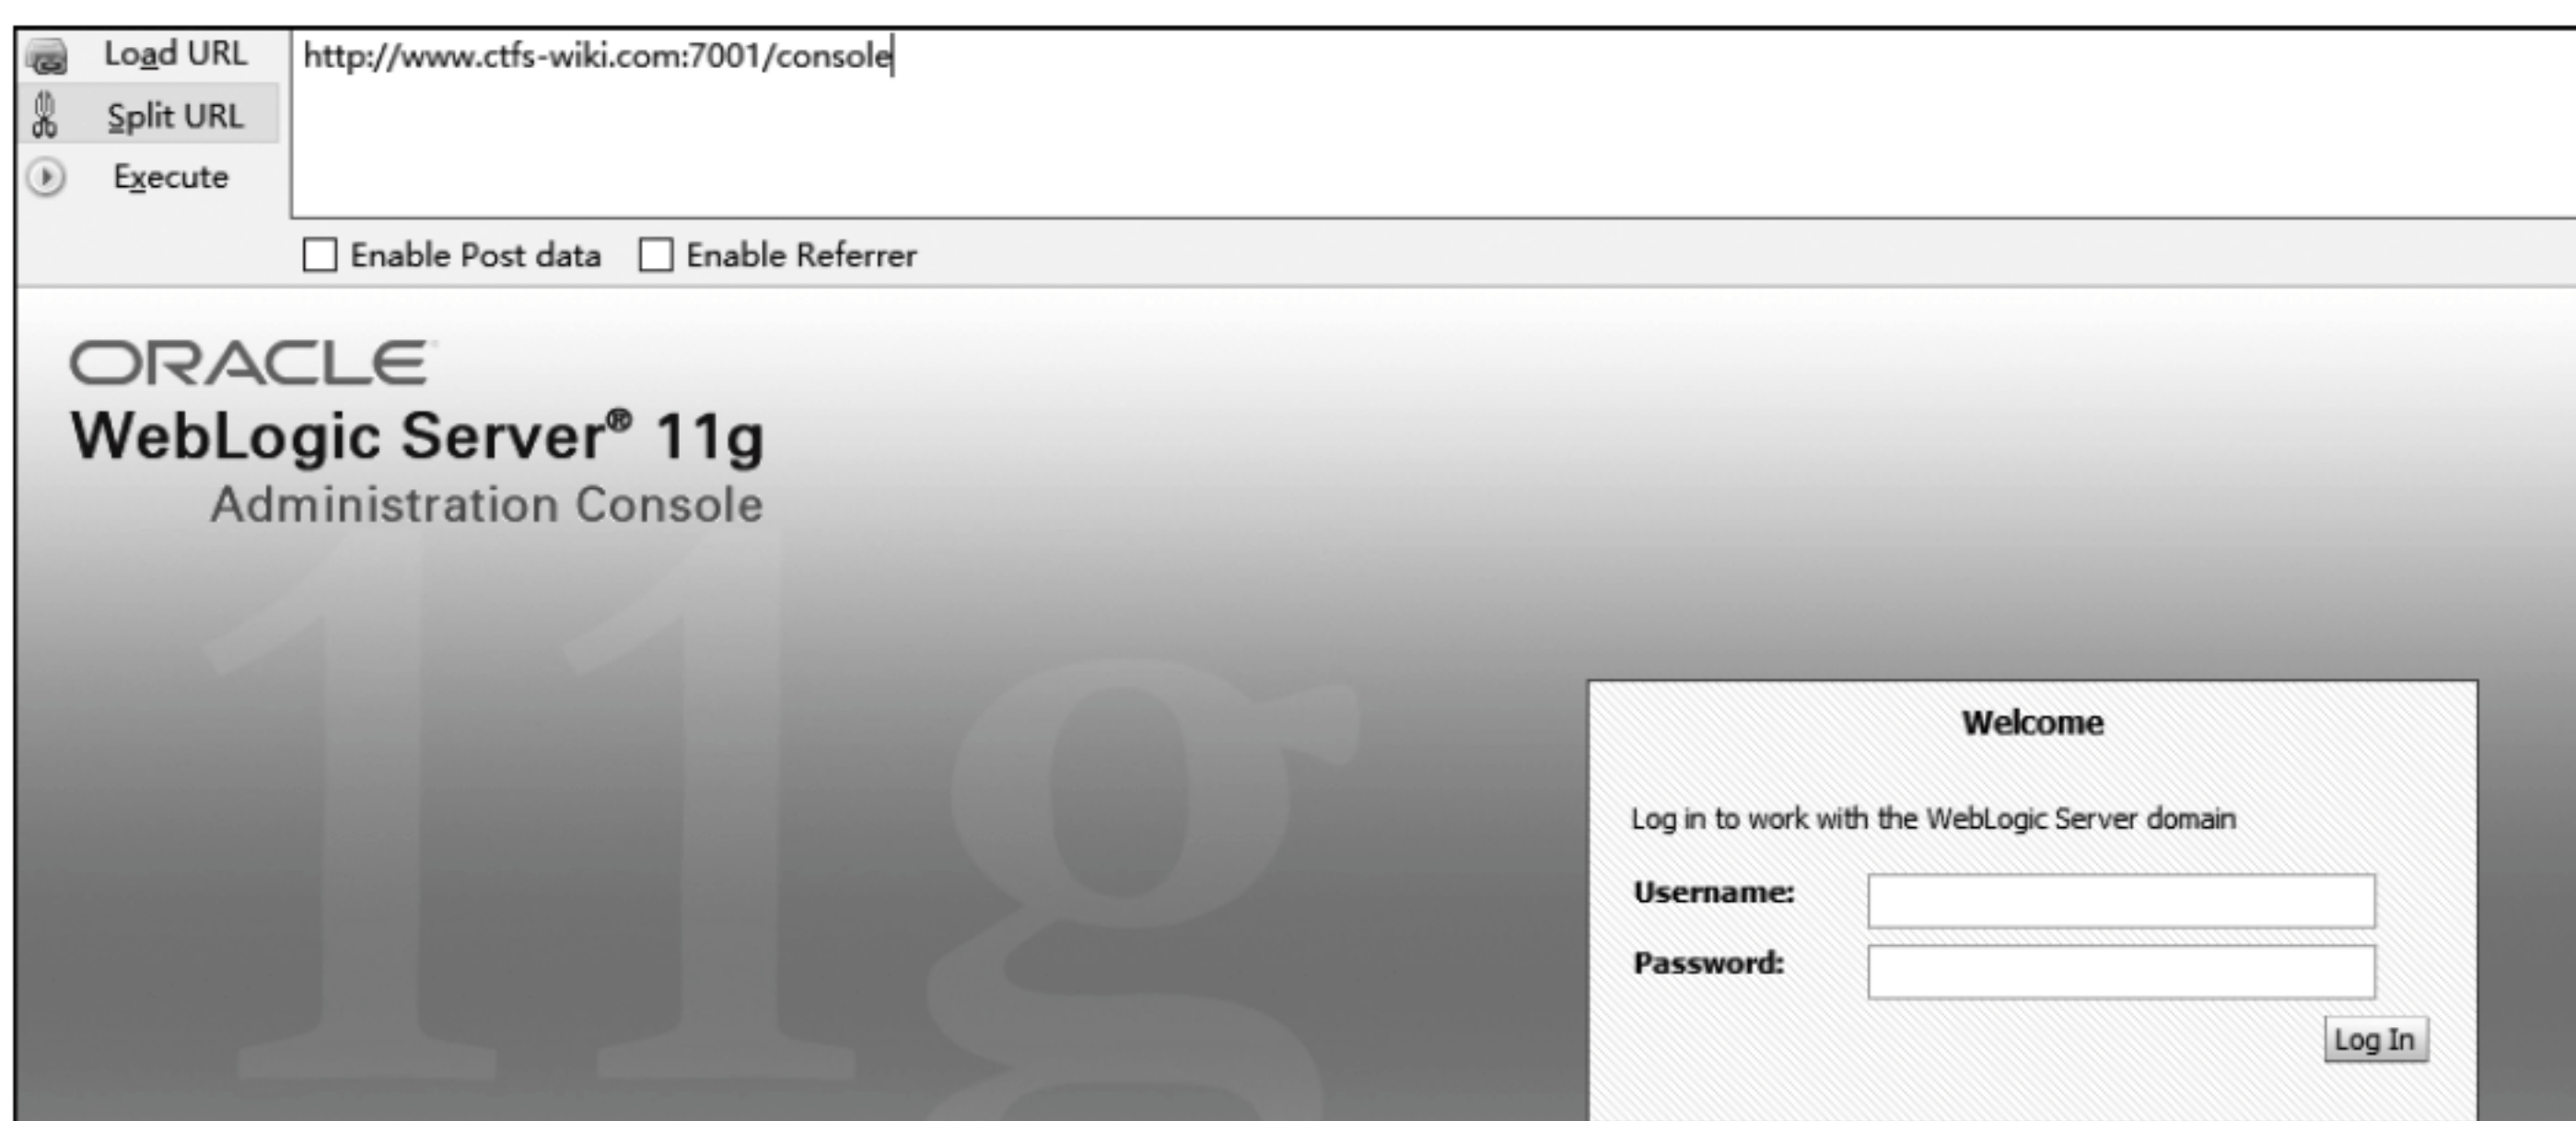 Load URL
http://www.ctfs-wiki.com:7001/console
Split URL
Execute
Enable Post data
Enable Referrer
ORACLE
WebLogic Server® 11g
Administration Console
11g
Welcome
Log in to work with the WebLogic Server domain
Username:
Password:
Log In